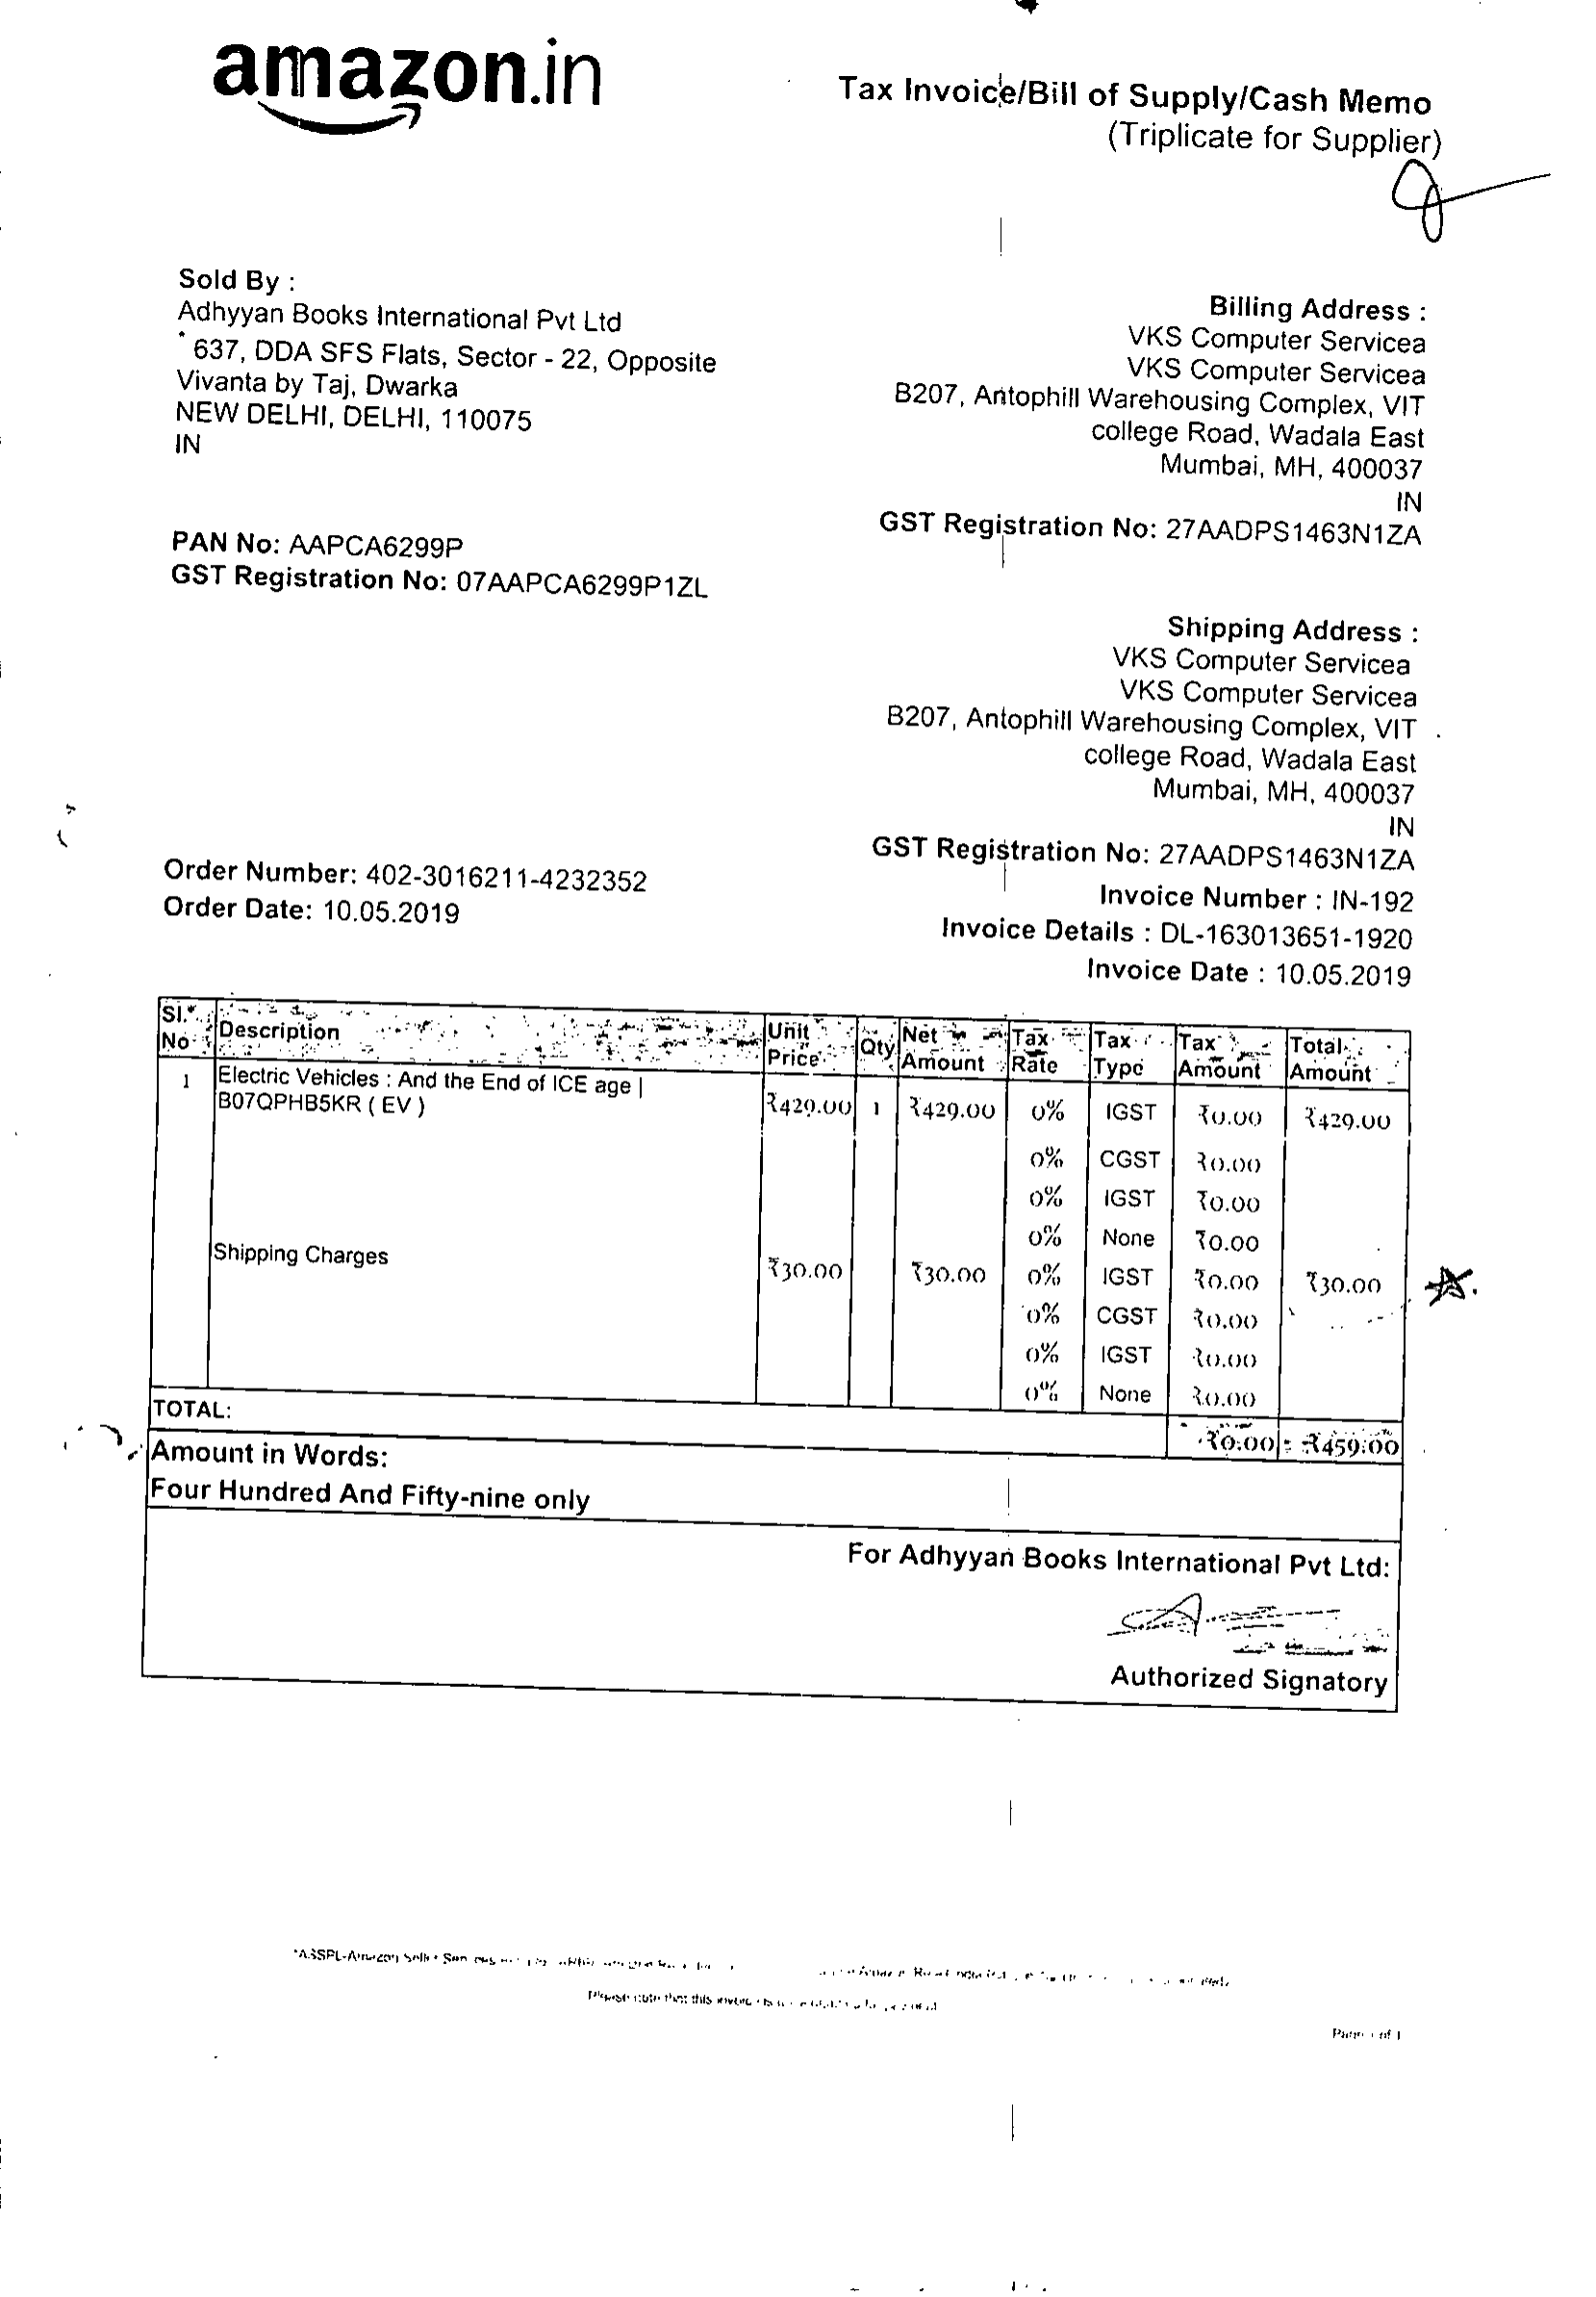 amazon.in
Tax Invoice/Bill of Supply/Cash Memo
(Triplicate for Supplier)
Sold By :
Adhyyan Books International Pvt Ltd
* 637, DDA SFS Flats, Sector - 22, Opposite
Vivanta by Taj, Dwarka
NEW DELHI, DELHI, 110075
IN
PAN No: AAPCA6299P
GST Registration No: 07AAPCA6299P1ZL
Billing Address :
VKS Computer Servicea
VKS Computer Servicea
B207, Antophill Warehousing Complex, VIT
college Road, Wadala East
Mumbai, MH, 400037
IN
GST Registration No: 27AADPS1463N1ZA
Shipping Address :
VKS Computer Servicea
VKS Computer Servicea
B207, Antophill Warehousing Complex, VIT
college Road, Wadala East
Mumbai, MH, 400037
IN
GST Registration No: 27AADPS1463N1ZA
Order Number: 402-3016211-4232352
Order Date: 10.05.2019
Invoice Number : IN-192
Invoice Details : DL-163013651-1920
Invoice Date : 10.05.2019
Sl. No Description Unit Price Qty Net Amount Tax Rate Tax Type Tax Amount Total Amount
1 Electric Vehicles : And the End of ICE age |
B07QPHB5KR ( EV ) ₹429.00 1 ₹429.00 0% IGST ₹0.00 ₹429.00
0% CGST ₹0.00
0% IGST ₹0.00
0% None ₹0.00
Shipping Charges ₹30.00 ₹30.00 0% IGST ₹0.00 ₹30.00
0% CGST ₹0.00
0% IGST ₹0.00
0% None ₹0.00
TOTAL: ₹0.00 ₹459.00
Amount in Words:
Four Hundred And Fifty-nine only
For Adhyyan Books International Pvt Ltd:
Authorized Signatory
Please note that this